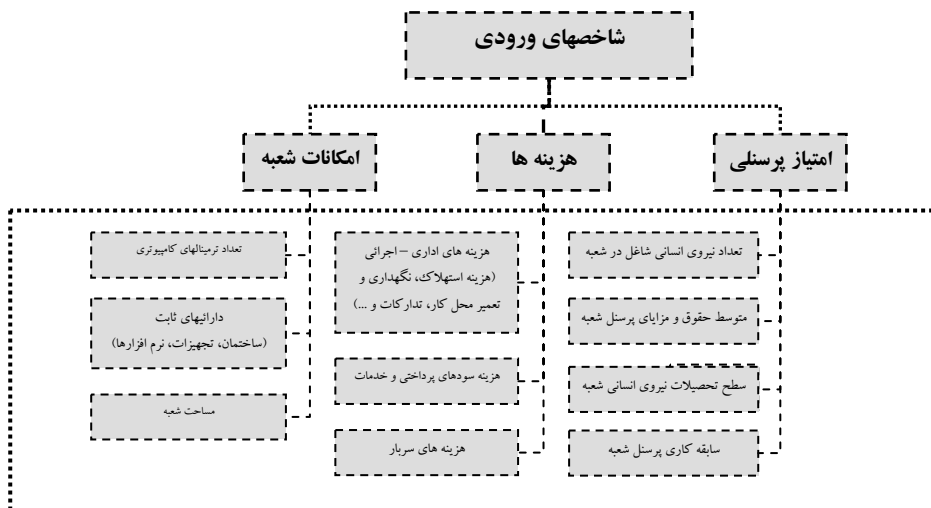 شاخصهای ورودی
امتیاز پرسنلی
هزینه ها
امکانات شعبه
تعداد نیروی انسانی شاغل در شعبه
متوسط حقوق و مزایای پرسنل شعبه
سطح تحصیلات نیروی انسانی شعبه
سابقه کاری پرسنل شعبه
هزینه های اداری – اجرائی
(هزینه استهلاک، نگهداری و
تعمیر محل کار، تدارکات و ...)
هزینه سودهای پرداختی و خدمات
هزینه های سربار
تعداد ترمینالهای کامپیوتری
دارائیهای ثابت
(ساختمان، تجهیزات، نرم افزارها)
مساحت شعبه